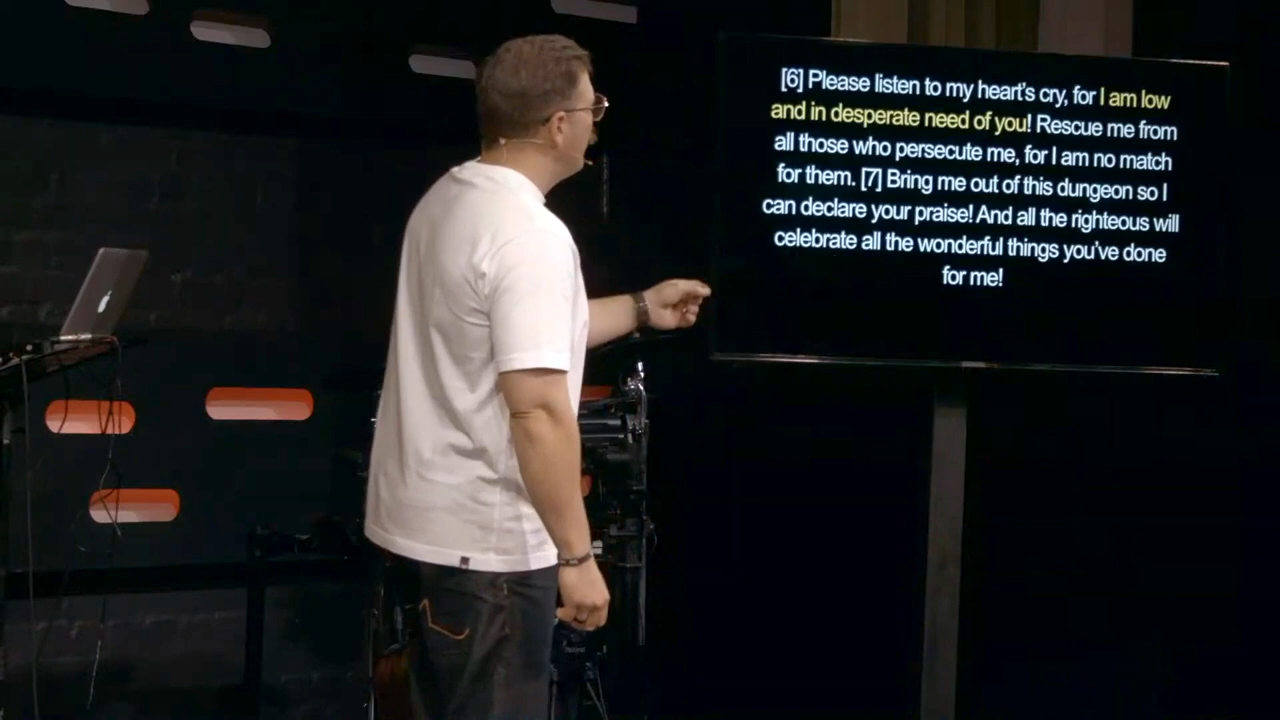 [6] Please listen to my heart's cry, for I am low
and in desperate need of you! Rescue me from
all those who persecute me, for I am no match
for them. [7] Bring me out of this dungeon so I
can declare your praise! And all the righteous will
celebrate all the wonderful things you've done
for me!
Roland